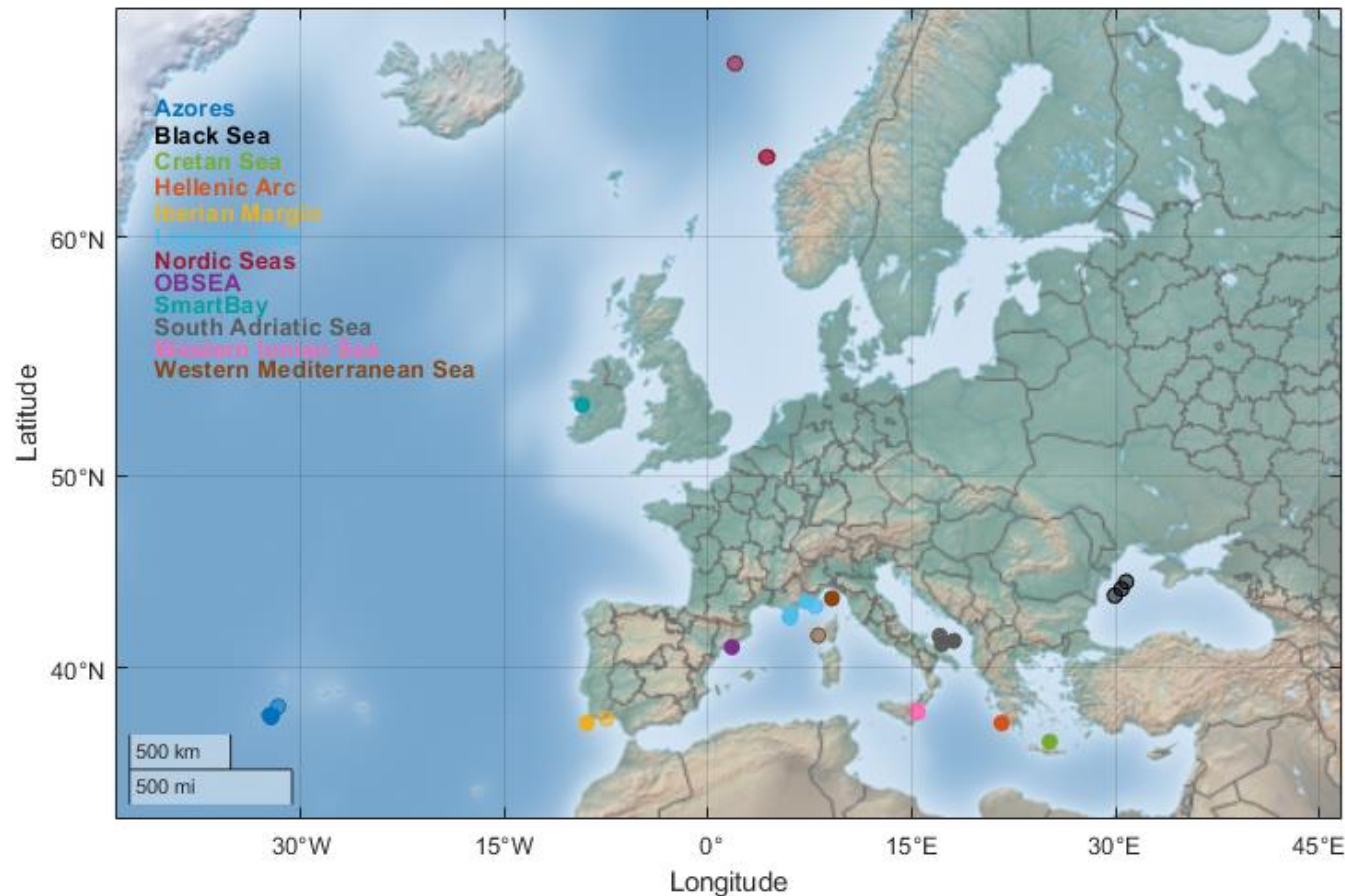 Azores
Black Sea
Cretan Sea
Hellenic Arc
Iberian Margin
Nordic Seas
OBSEA
SmartBay
South Adriatic Sea
Western Ionian Sea
Western Mediterranean Sea
60°N
50°N
40°N
Latitude
500 km
500 mi
30°W
15°W
0°
15°E
30°E
45°E
Longitude